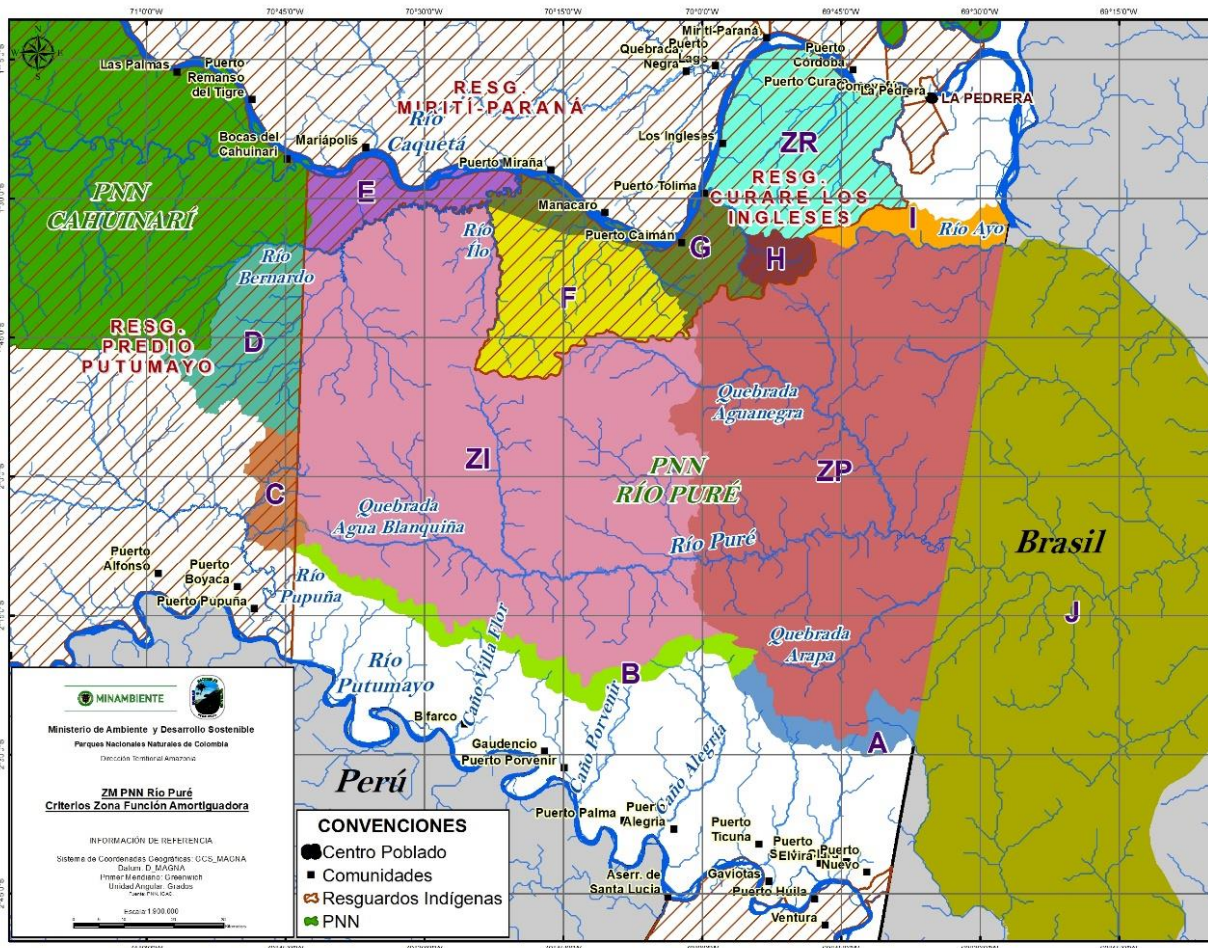 71°0'0"W
70°45'0"W
70°30'0"W
70°15'0"W
70°0'0"W
69°45'0"W
69°30'0"W
69°15'0"W
N
Las Palmas
Puerto
Remanso
del Tigre
Bocas del
Cahuinari
Mariápolis
RESG.
MIRITÍ-PARANÁ
Río
Caquetá
Puerto Miraña
Manacaro
Puerto Caimán
Quebrada
Negra
Puerto
Lago
Mirití-Paraná
Los Ingleses
Puerto Tolima
Puerto
Córdoba
Puerto Curare
La Pedrera
LA PEDRERA
ZR
RESG.
CURARE LOS
INGLESES
PNN
CAHUINARÍ
E
Río
Ílo
G
H
I
Río Ayo
Río
Bernardo
D
F
RESG.
PREDIO
PUTUMAYO
Quebrada
Aguanegra
ZI
ZP
PNN
RÍO PURÉ
C
Quebrada
Agua Blanquiña
Río Puré
Brasil
J
Puerto
Alfonso
Puerto
Boyaca
Puerto Pupuña
Río
Pupuña
Río
Putumayo
Caño Villa Flor
B
Quebrada
Arapa
A
Bifarco
Gaudencio
Puerto Porvenir
Caño Porvenir
Caño Alegría
Perú
Puerto Palma
Alegría
Puerto
Ticuna
Puerto
Elvira
Puerto
Nuevo
Aserr. de
Santa Lucia
Gaviotas
Puerto Húila
Ventura
MINAMBIENTE
Ministerio de Ambiente y Desarrollo Sostenible
Parques Nacionales Naturales de Colombia
Dirección Territorial Amazonia
ZM PNN Río Puré
Criterios Zona Función Amortiguadora
INFORMACIÓN DE REFERENCIA
Sistema de Coordenadas Geográficas: GCS_MAGNA
Datum: D_MAGNA
Primer Meridiano: Greenwich
Unidad Angular: Grados
Escala 1:900.000
CONVENCIONES
Centro Poblado
Comunidades
Resguardos Indígenas
PNN